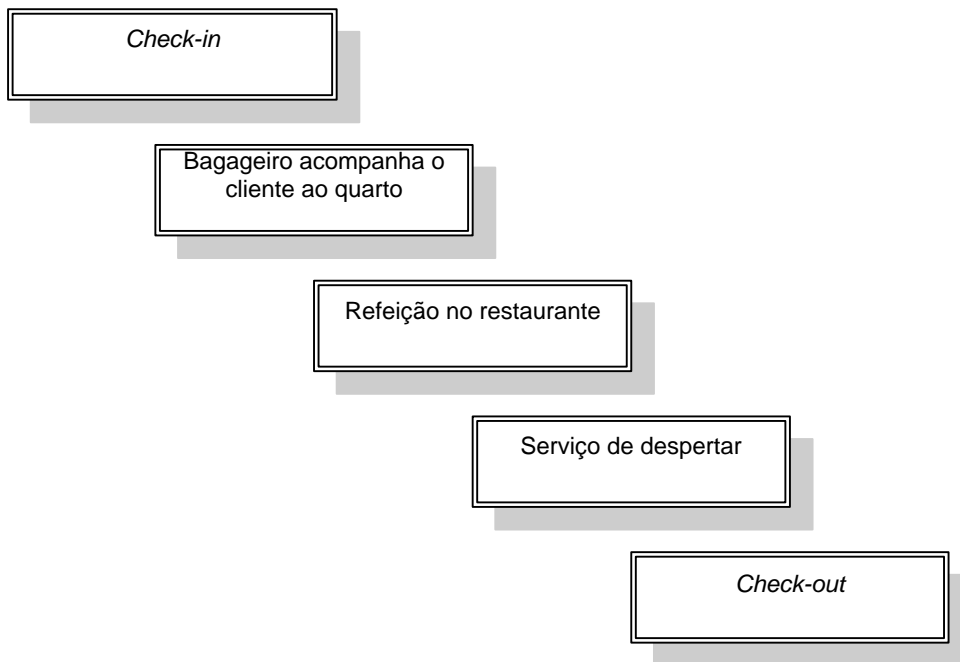 Check-in
Bagageiro acompanha o
cliente ao quarto
Refeição no restaurante
Serviço de despertar
Check-out